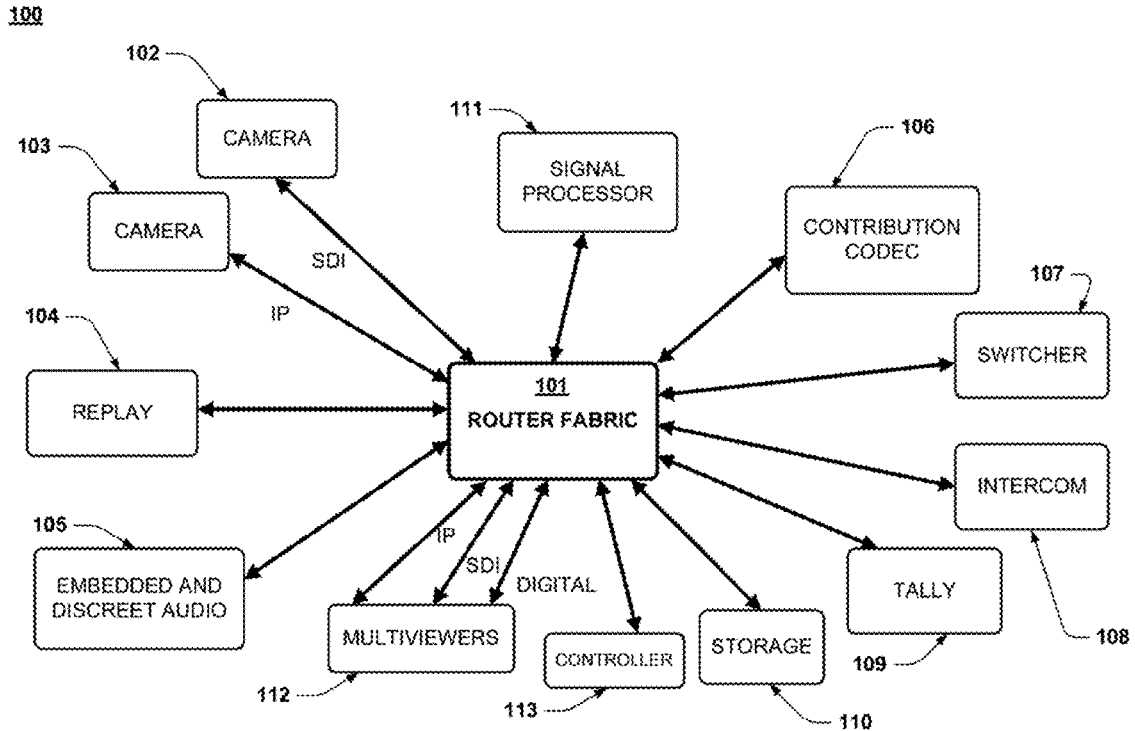 100
102
CAMERA
103
CAMERA
111
SIGNAL
PROCESSOR
106
CONTRIBUTION
CODEC
SDI
IP
107
SWITCHER
104
REPLAY
101
ROUTER FABRIC
INTERCOM
108
105
EMBEDDED AND
DISCREET AUDIO
IP
SDI
DIGITAL
MULTIVIEWERS
112
CONTROLLER
113
STORAGE
110
TALLY
109